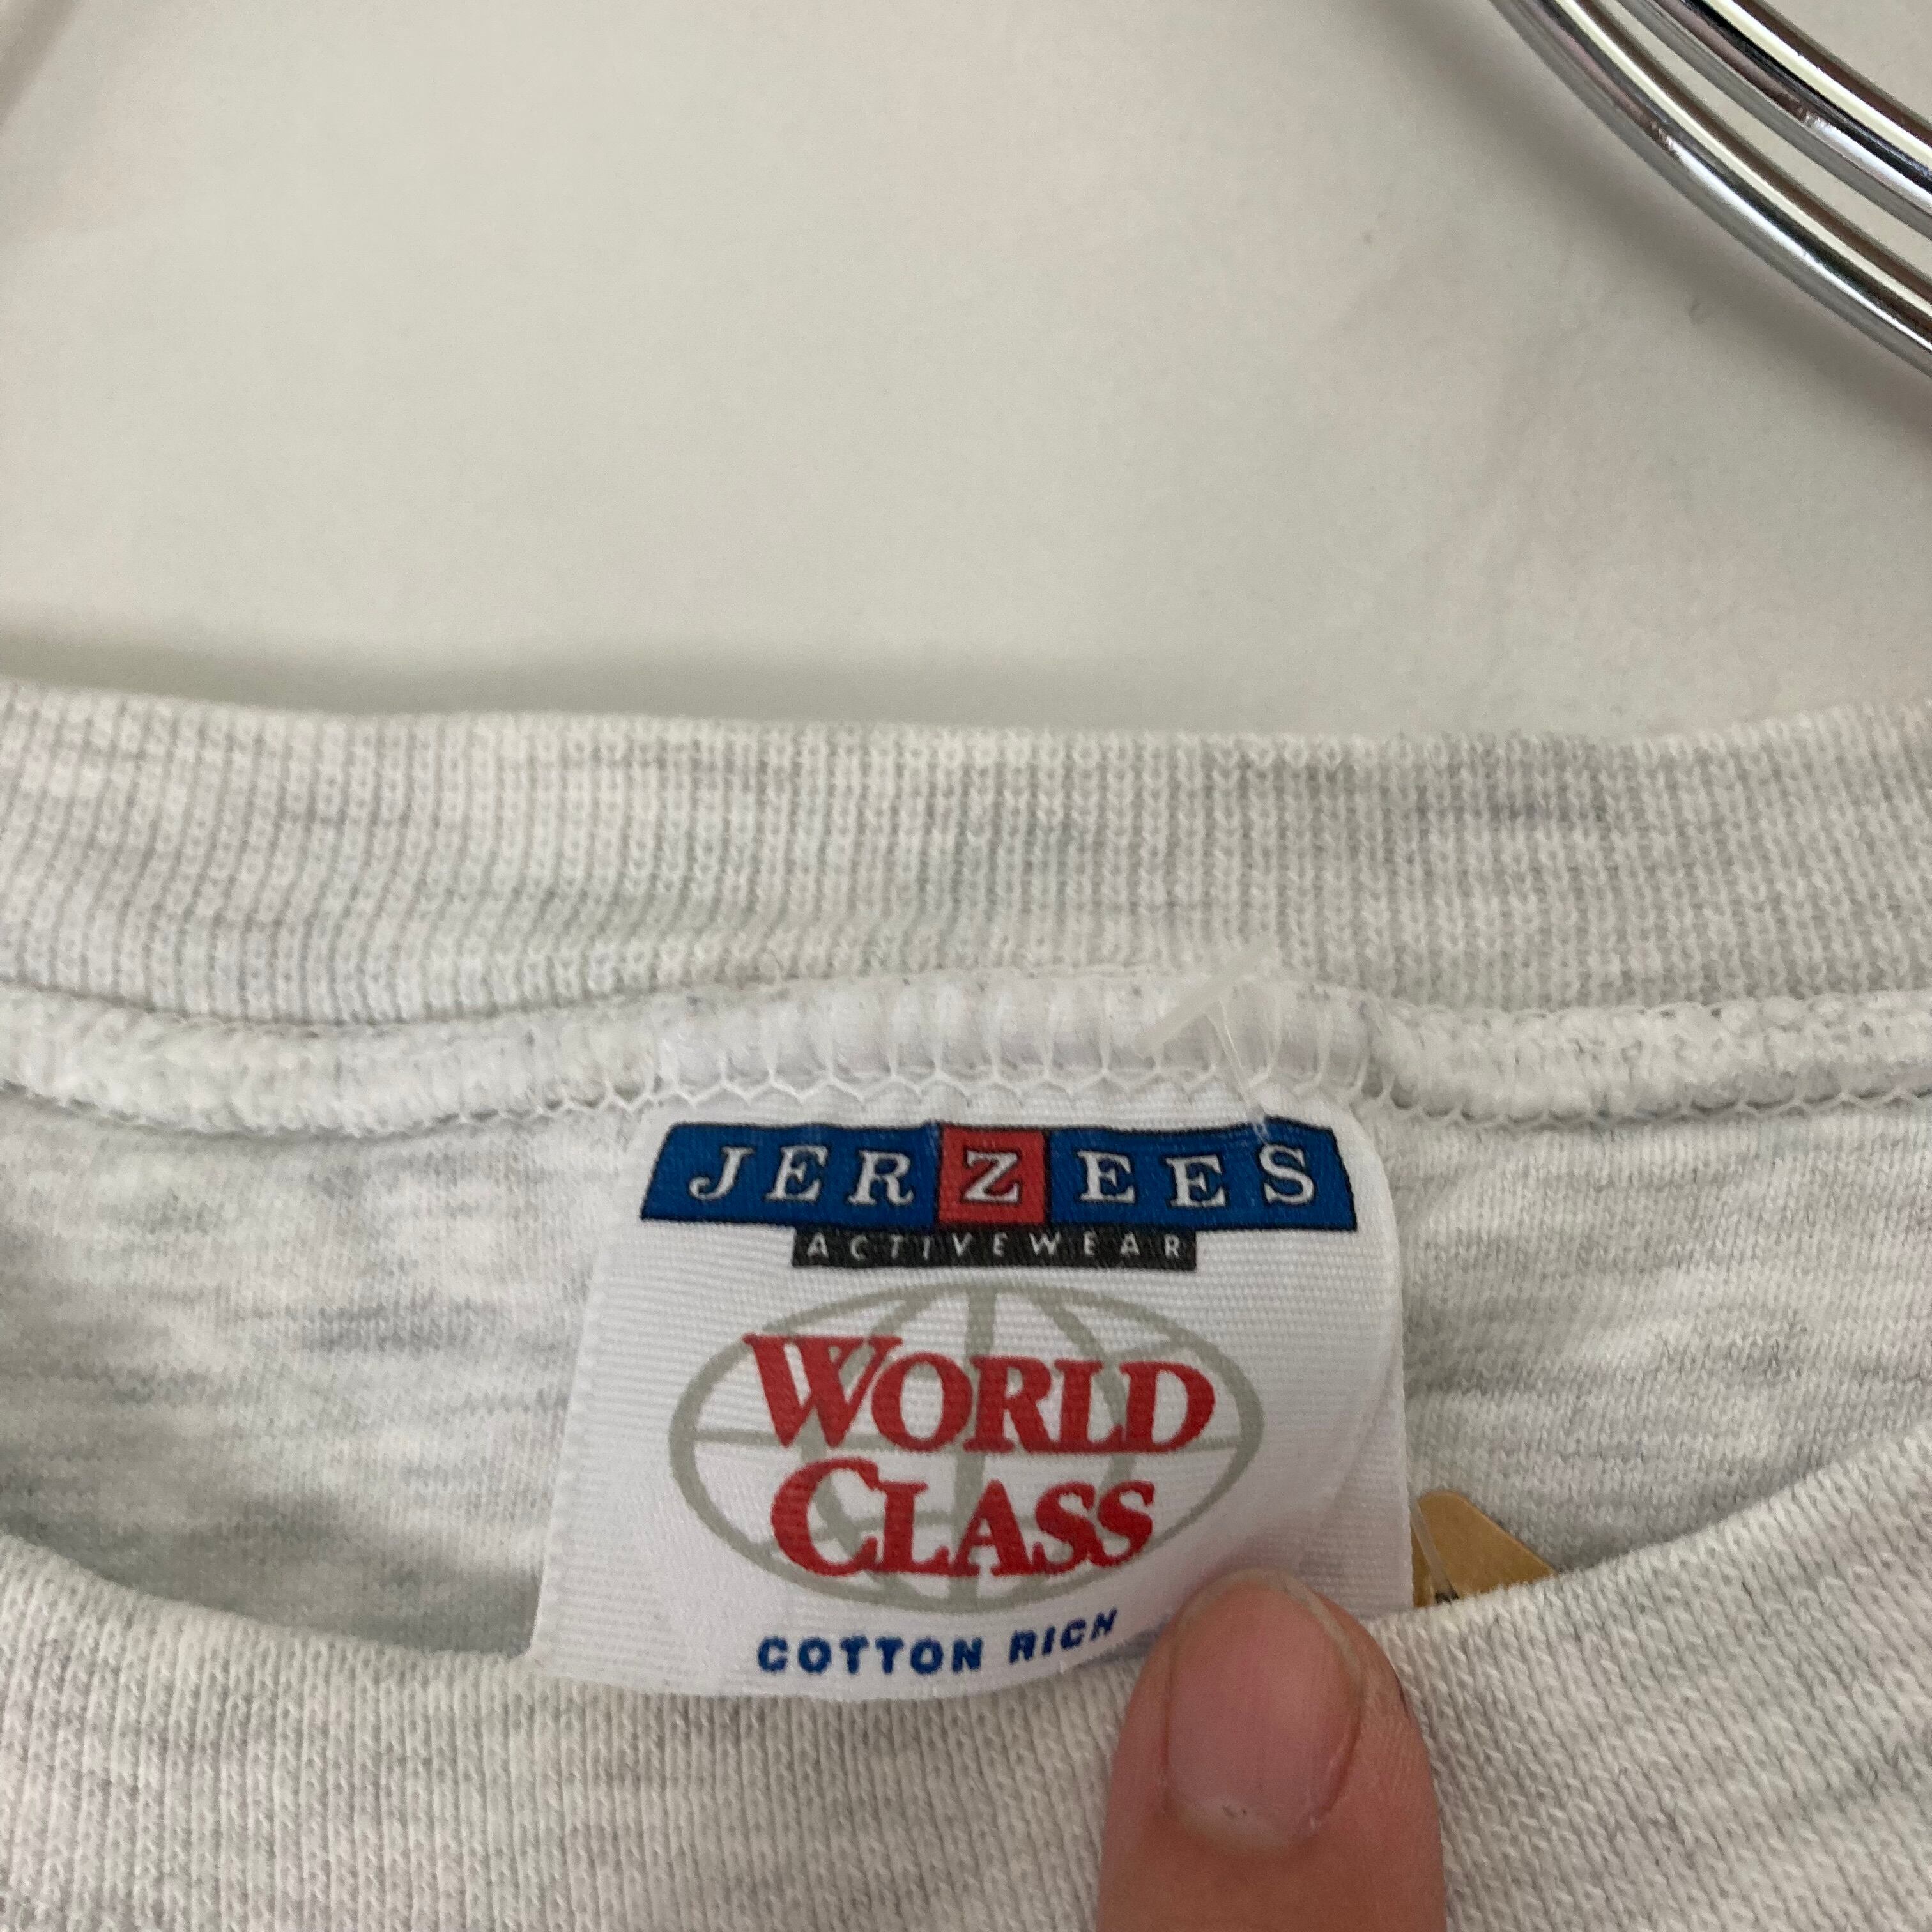 JERZEES
ACTIVEWEAR
WORLD
CLASS
COTTON RICH